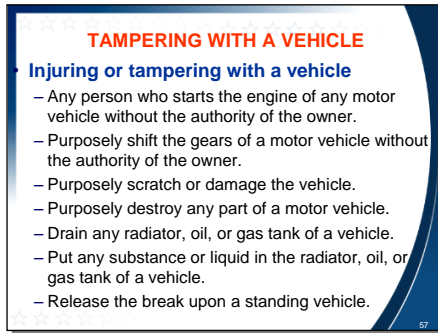 TAMPERING WITH A VEHICLE
• Injuring or tampering with a vehicle
– Any person who starts the engine of any motor
vehicle without the authority of the owner.
– Purposely shift the gears of a motor vehicle without
the authority of the owner.
– Purposely scratch or damage the vehicle.
– Purposely destroy any part of a motor vehicle.
– Drain any radiator, oil, or gas tank of a vehicle.
– Put any substance or liquid in the radiator, oil, or
gas tank of a vehicle.
– Release the break upon a standing vehicle.
57